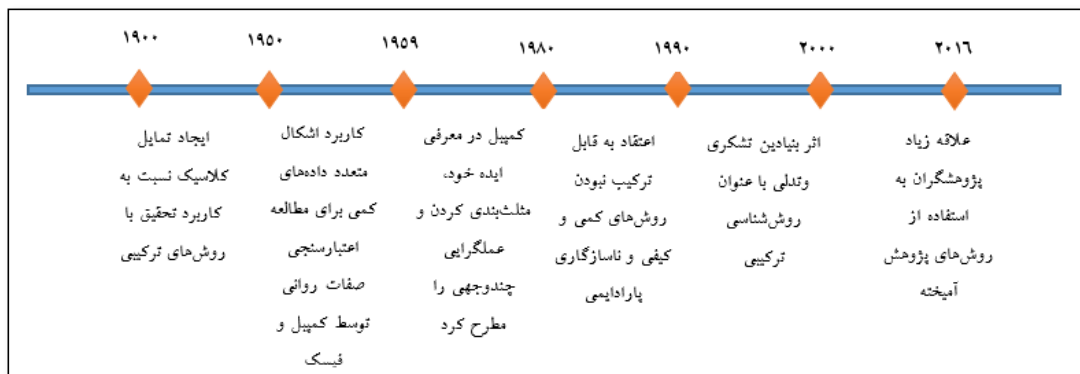 ۱۹۰۰
۱۹۵۰
۱۹۵۹
۱۹۸۰
۱۹۹۰
۲۰۰۰
۲۰۱۶
ایجاد تمایل
کلاسیک نسبت به
کاربرد تحقیق با
روش‌های ترکیبی
کاربرد اشکال
متعدد داده‌های
کمی برای مطالعه
اعتبارسنجی
صفات روانی
توسط کمپبل و
فیسک
کمپبل در معرفی
ایده خود،
مثلث‌بندی کردن و
عملگرایی
چندوجهی را
مطرح کرد
اعتقاد به قابل
ترکیب نبودن
روش‌های کمی و
کیفی و ناسازگاری
پارادایمی
اثر بنیادین تشکری
وتدلی با عنوان
روش‌شناسی
ترکیبی
علاقه زیاد
پژوهشگران به
استفاده از
روش‌های پژوهش
آمیخته